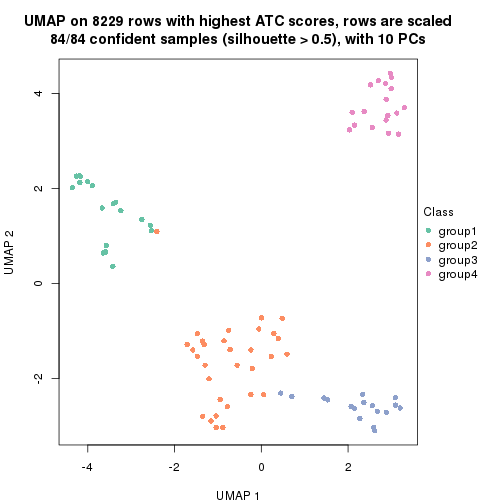 UMAP on 8229 rows with highest ATC scores, rows are scaled
84/84 confident samples (silhouette > 0.5), with 10 PCs
4
2
0
-2
UMAP 2
-4
-2
0
2
UMAP 1
Class
group1
group2
group3
group4